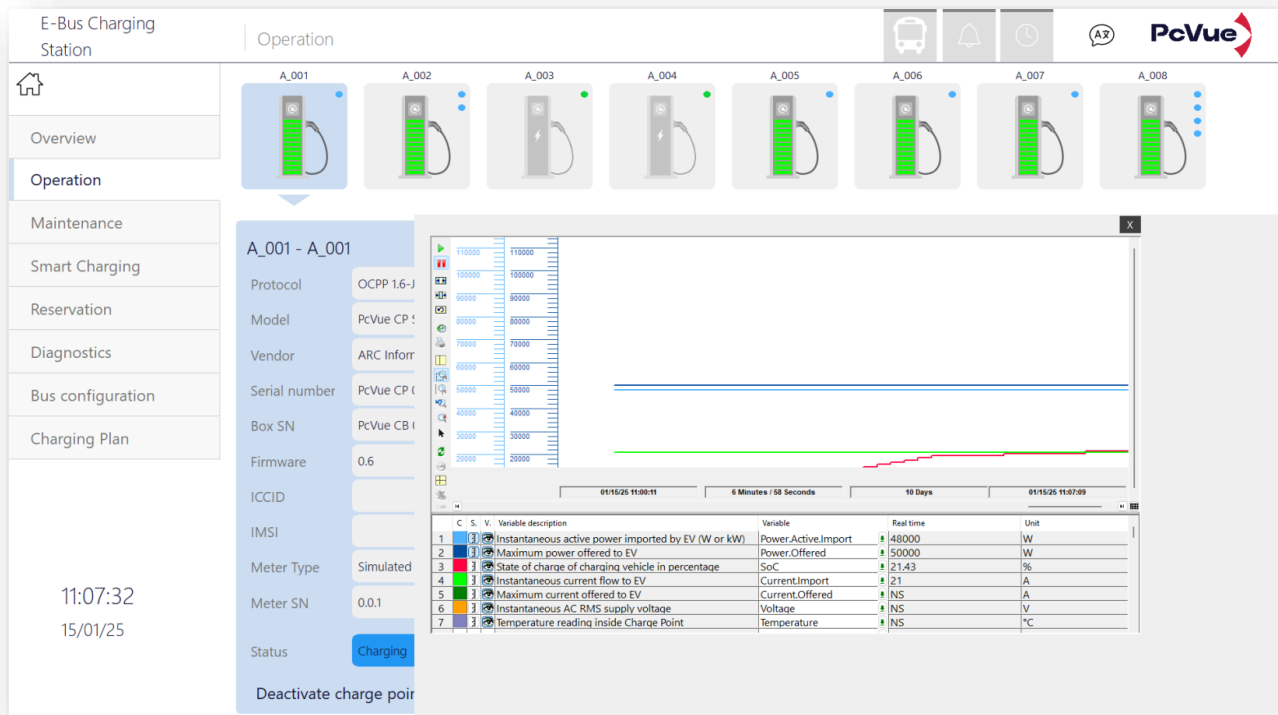 E-Bus Charging
Station
Operation
PcVue
A_001 A_002 A_003 A_004 A_005 A_006 A_007 A_008
Overview
Operation
Maintenance
Smart Charging
Reservation
Diagnostics
Bus configuration
Charging Plan
11:07:32
15/01/25
A_001 - A_001
Protocol OCPP 1.6-J
Model PcVue CP
Vendor ARC Inforr
Serial number PcVue CP
Box SN PcVue CB
Firmware 0.6
ICCID
IMSI
Meter Type Simulated
Meter SN 0.0.1
Status Charging
Deactivate charge poir
X
110000 110000
100000 100000
90000 90000
80000 80000
70000 70000
60000 60000
50000 50000
40000 40000
30000 30000
20000 20000
01/15/25 11:00:11 6 Minutes / 58 Seconds 10 Days 01/15/25 11:07:09
C S. V. Variable description Variable Real time Unit
1 Instantaneous active power imported by EV (W or kW) Power.Active.Import 48000 W
2 Maximum power offered to EV Power.Offered 50000 W
3 State of charge of charging vehicle in percentage SoC 21.43 %
4 Instantaneous current flow to EV Current.Import 21 A
5 Maximum current offered to EV Current.Offered NS A
6 Instantaneous AC RMS supply voltage Voltage NS V
7 Temperature reading inside Charge Point Temperature NS °C